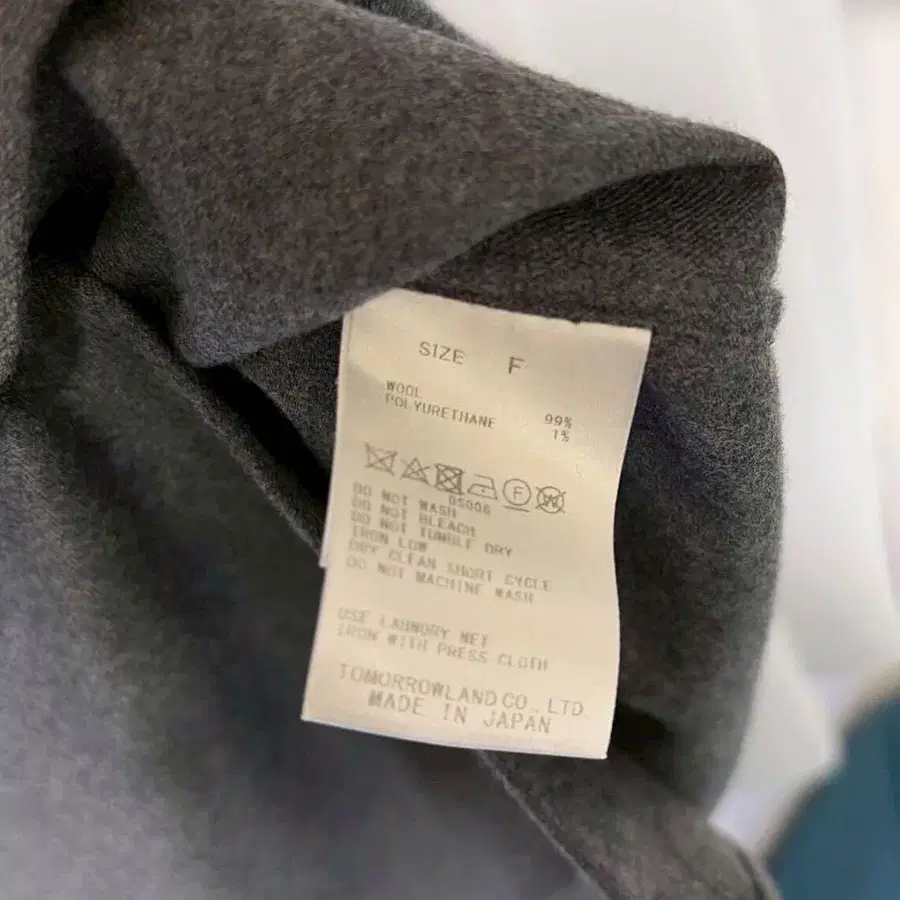 SIZE F
WOOL 99%
POLYURETHANE 1%
F W
05006
DO NOT WASH
DO NOT BLEACH
DO NOT TUMBLE DRY
IRON LOW
DRY CLEAN SHORT CYCLE
DO NOT MACHINE WASH
USE LAUNDRY NET
IRON WITH PRESS CLOTH
TOMORROWLAND CO., LTD.
MADE IN JAPAN